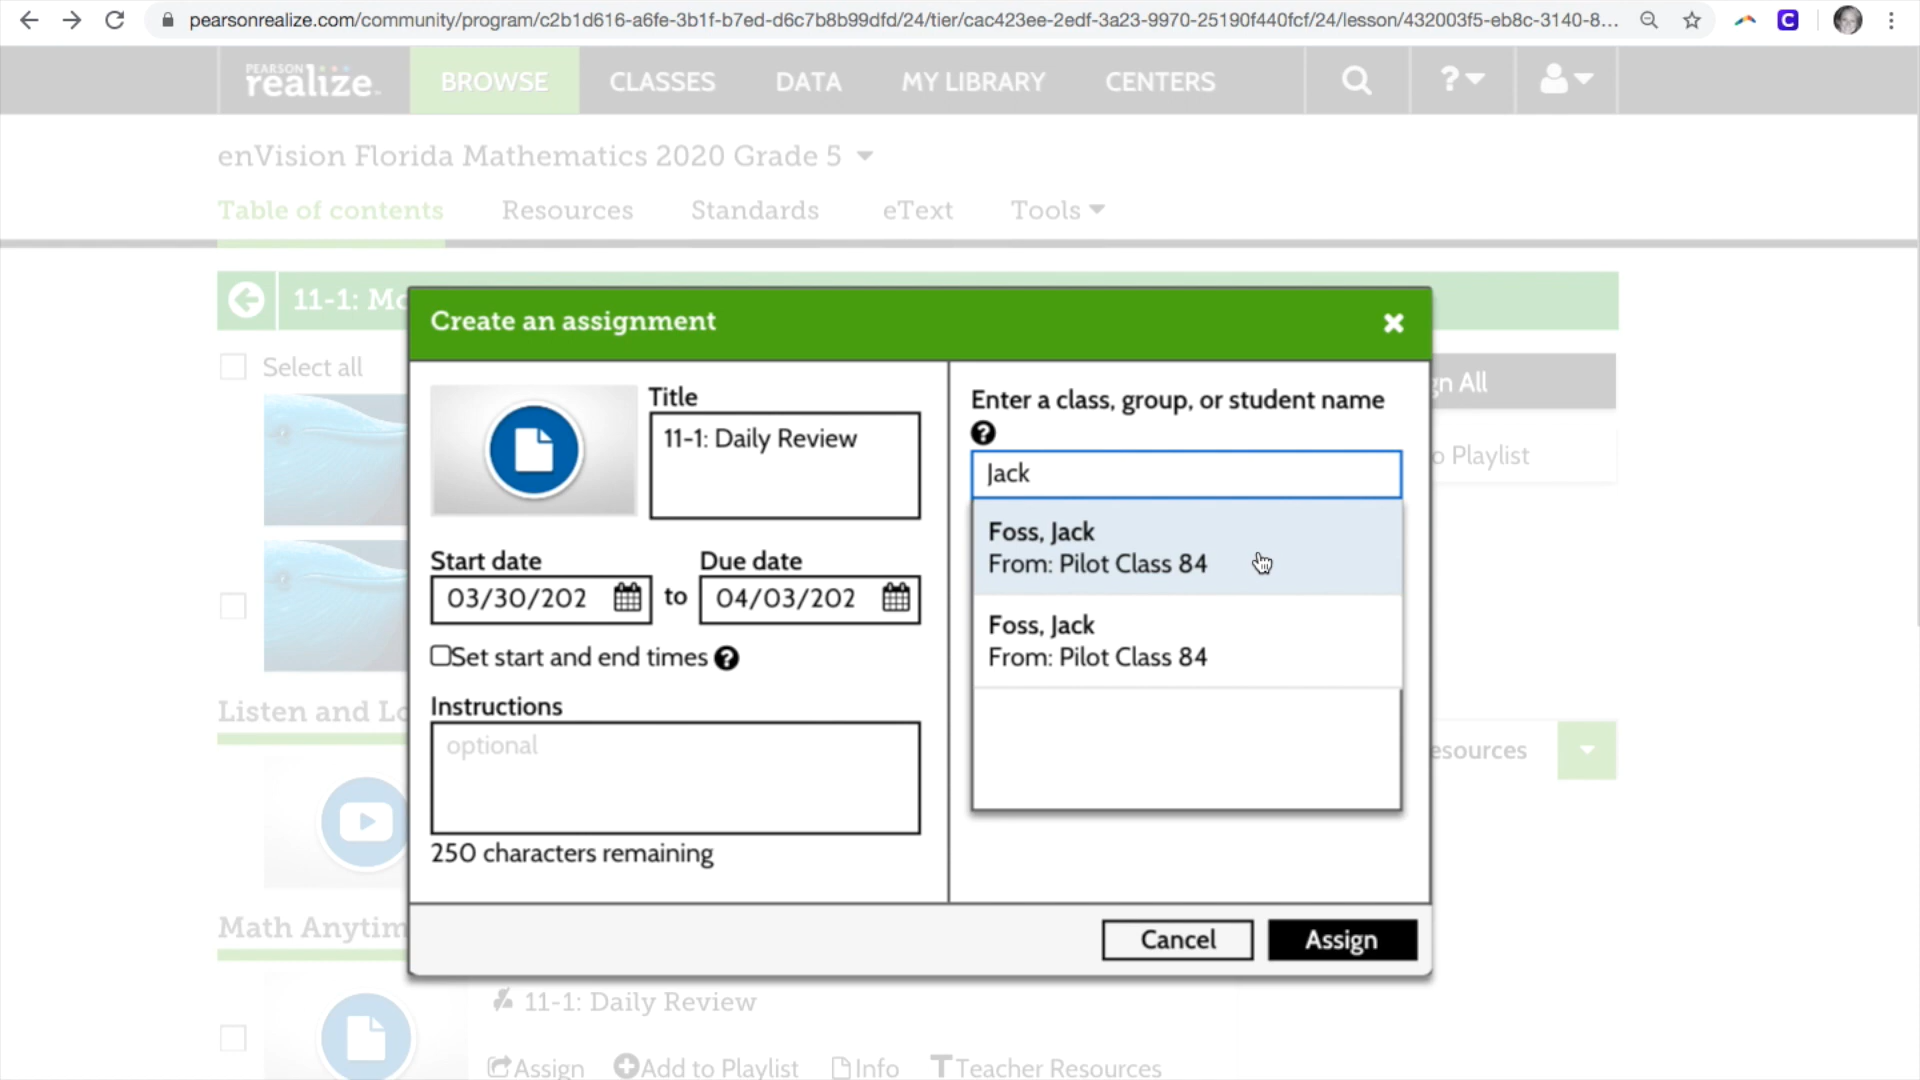 pearsonrealize.com/community/program/c2b1d616-a6fe-3b1f-b7ed-d6c7b8b99dfd/24/tier/cac423ee-2edf-3a23-9970-25190f440fcf/24/lesson/432003f5-eb8c-3140-8...
C
PEARSON
realize
BROWSE
CLASSES
DATA
MY LIBRARY
CENTERS
?
enVision Florida Mathematics 2020 Grade 5
Table of contents
Resources
Standards
eText
Tools
11-1: Mo
Select all
gn All
o Playlist
Create an assignment
Title
11-1: Daily Review
Start date
03/30/202
to
Due date
04/03/202
Set start and end times ?
Instructions
optional
250 characters remaining
Enter a class, group, or student name
?
Jack
Foss, Jack
From: Pilot Class 84
Foss, Jack
From: Pilot Class 84
Cancel
Assign
Listen and Lo
esources
Math Anytim
11-1: Daily Review
Assign
Add to Playlist
Info
T Teacher Resources